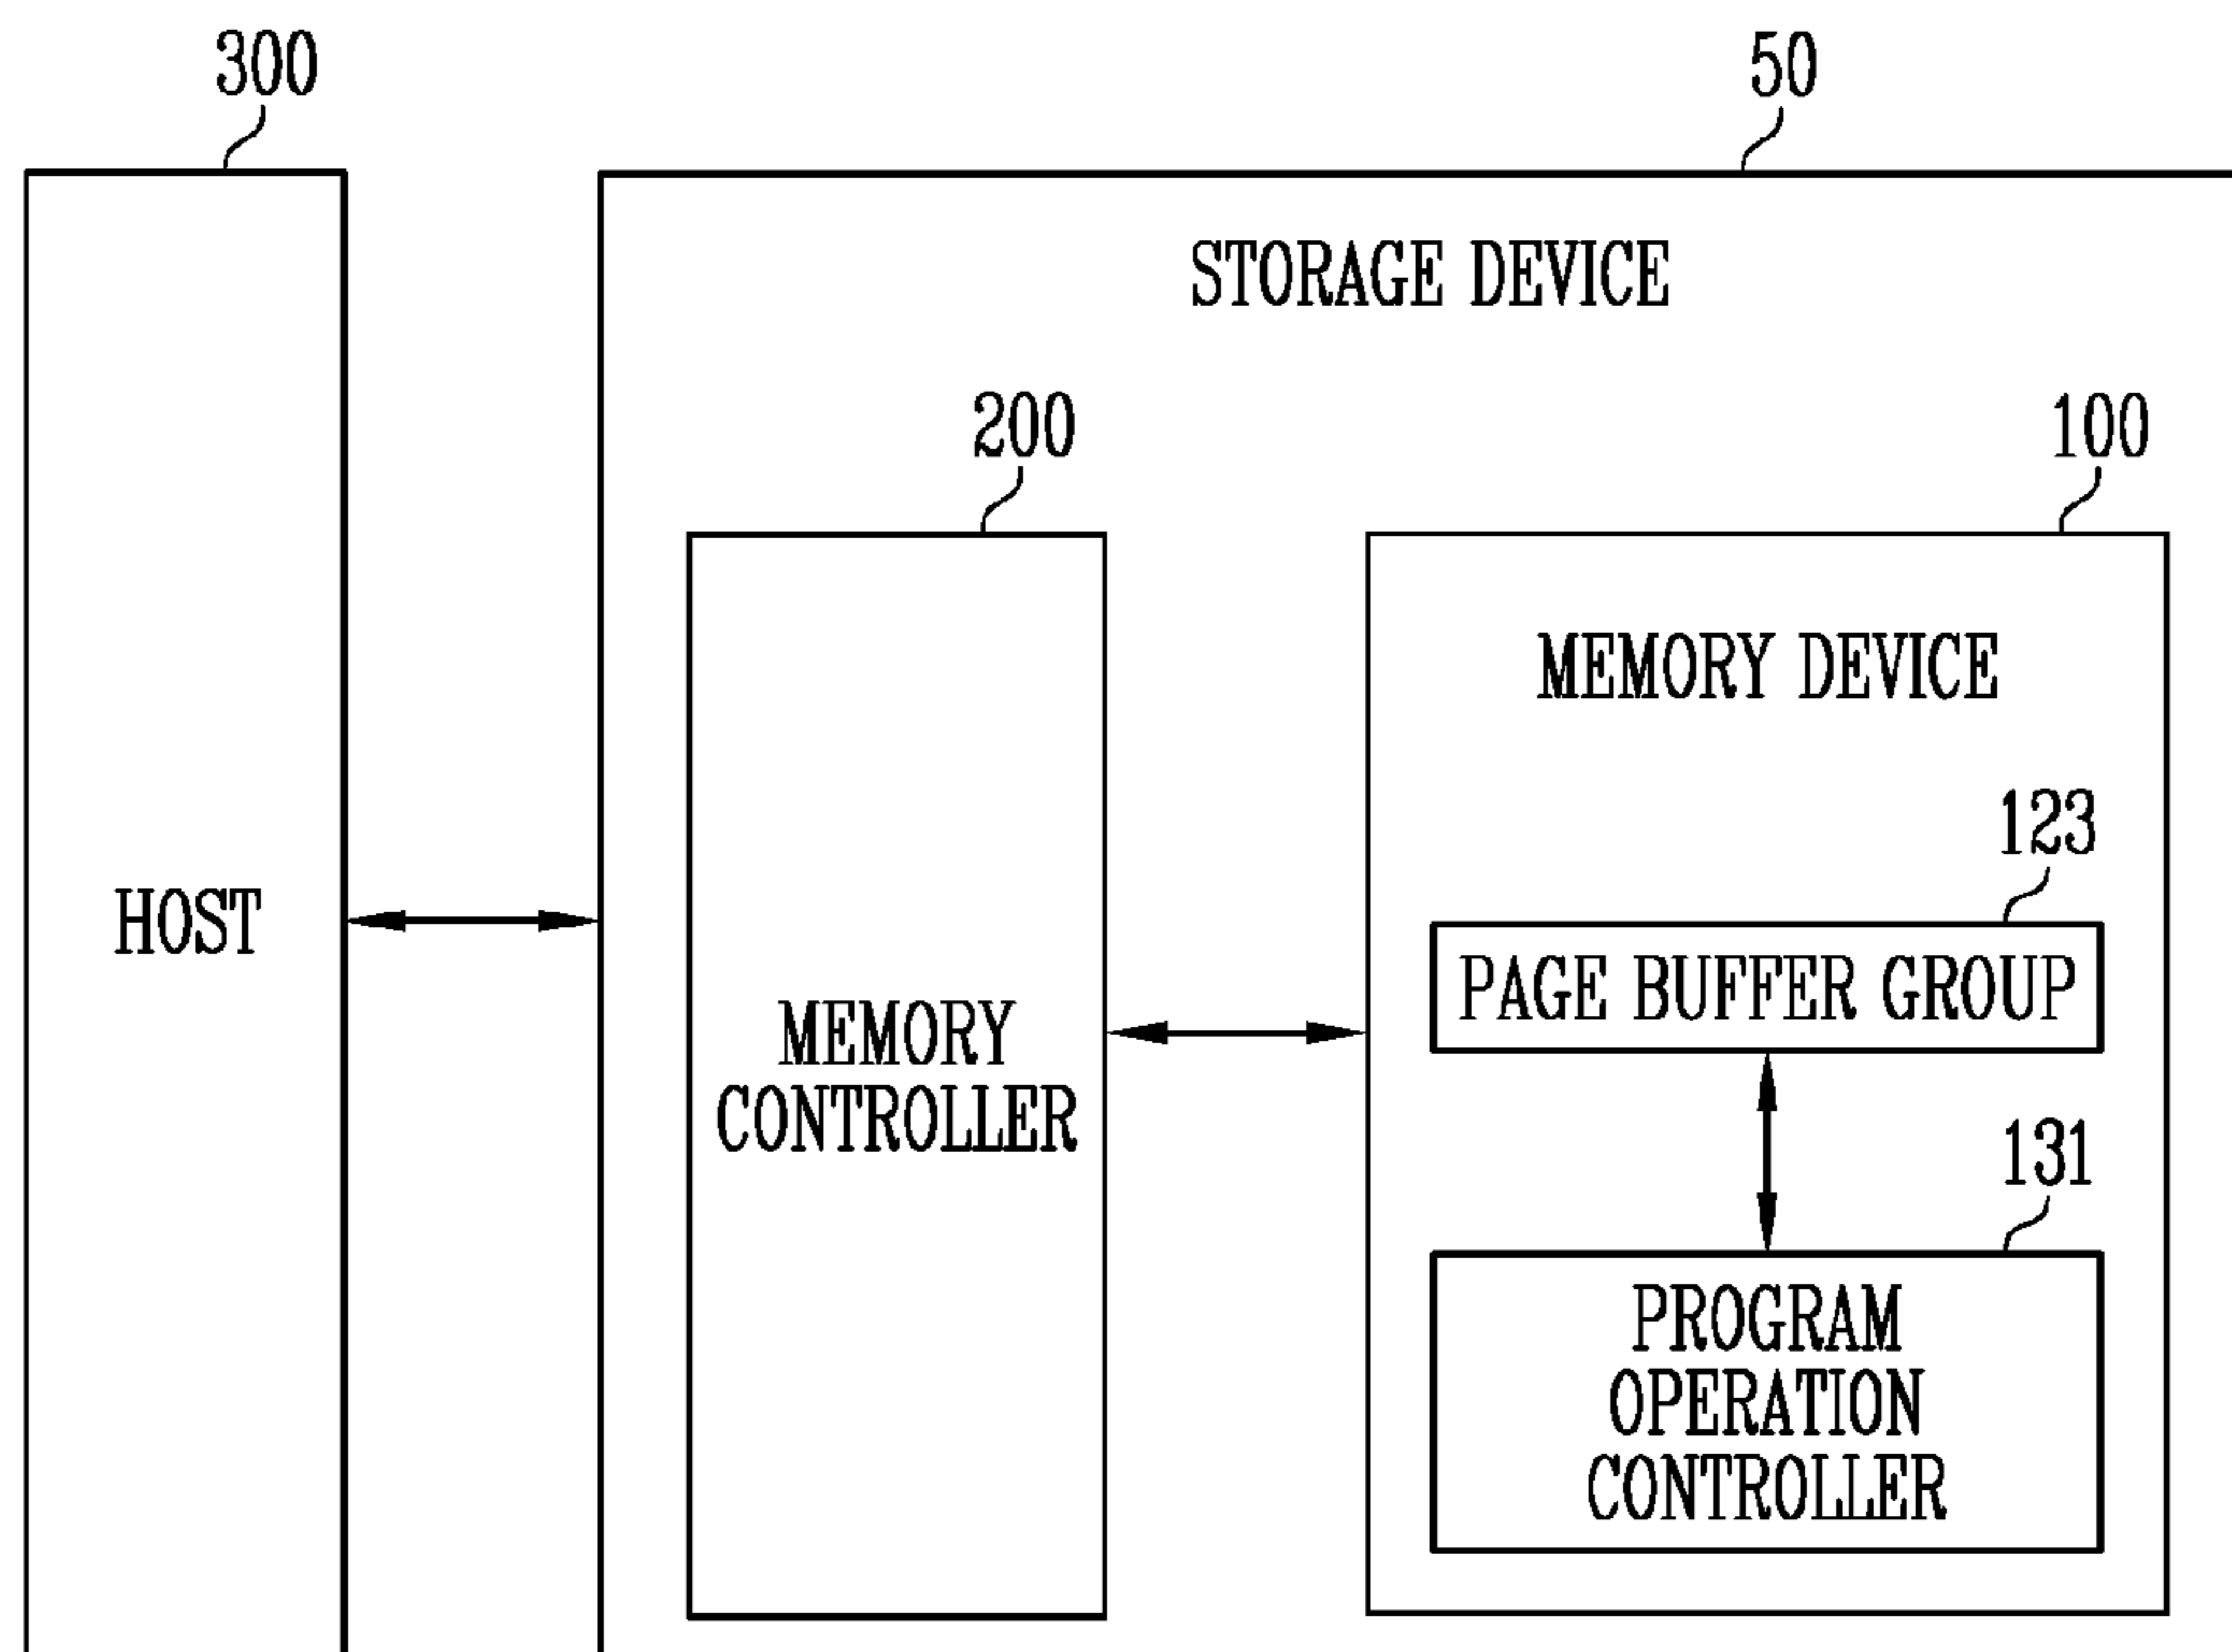 300
50
STORAGE DEVICE
200
100
MEMORY DEVICE
123
HOST
PAGE BUFFER GROUP
MEMORY
CONTROLLER
131
PROGRAM
OPERATION
CONTROLLER